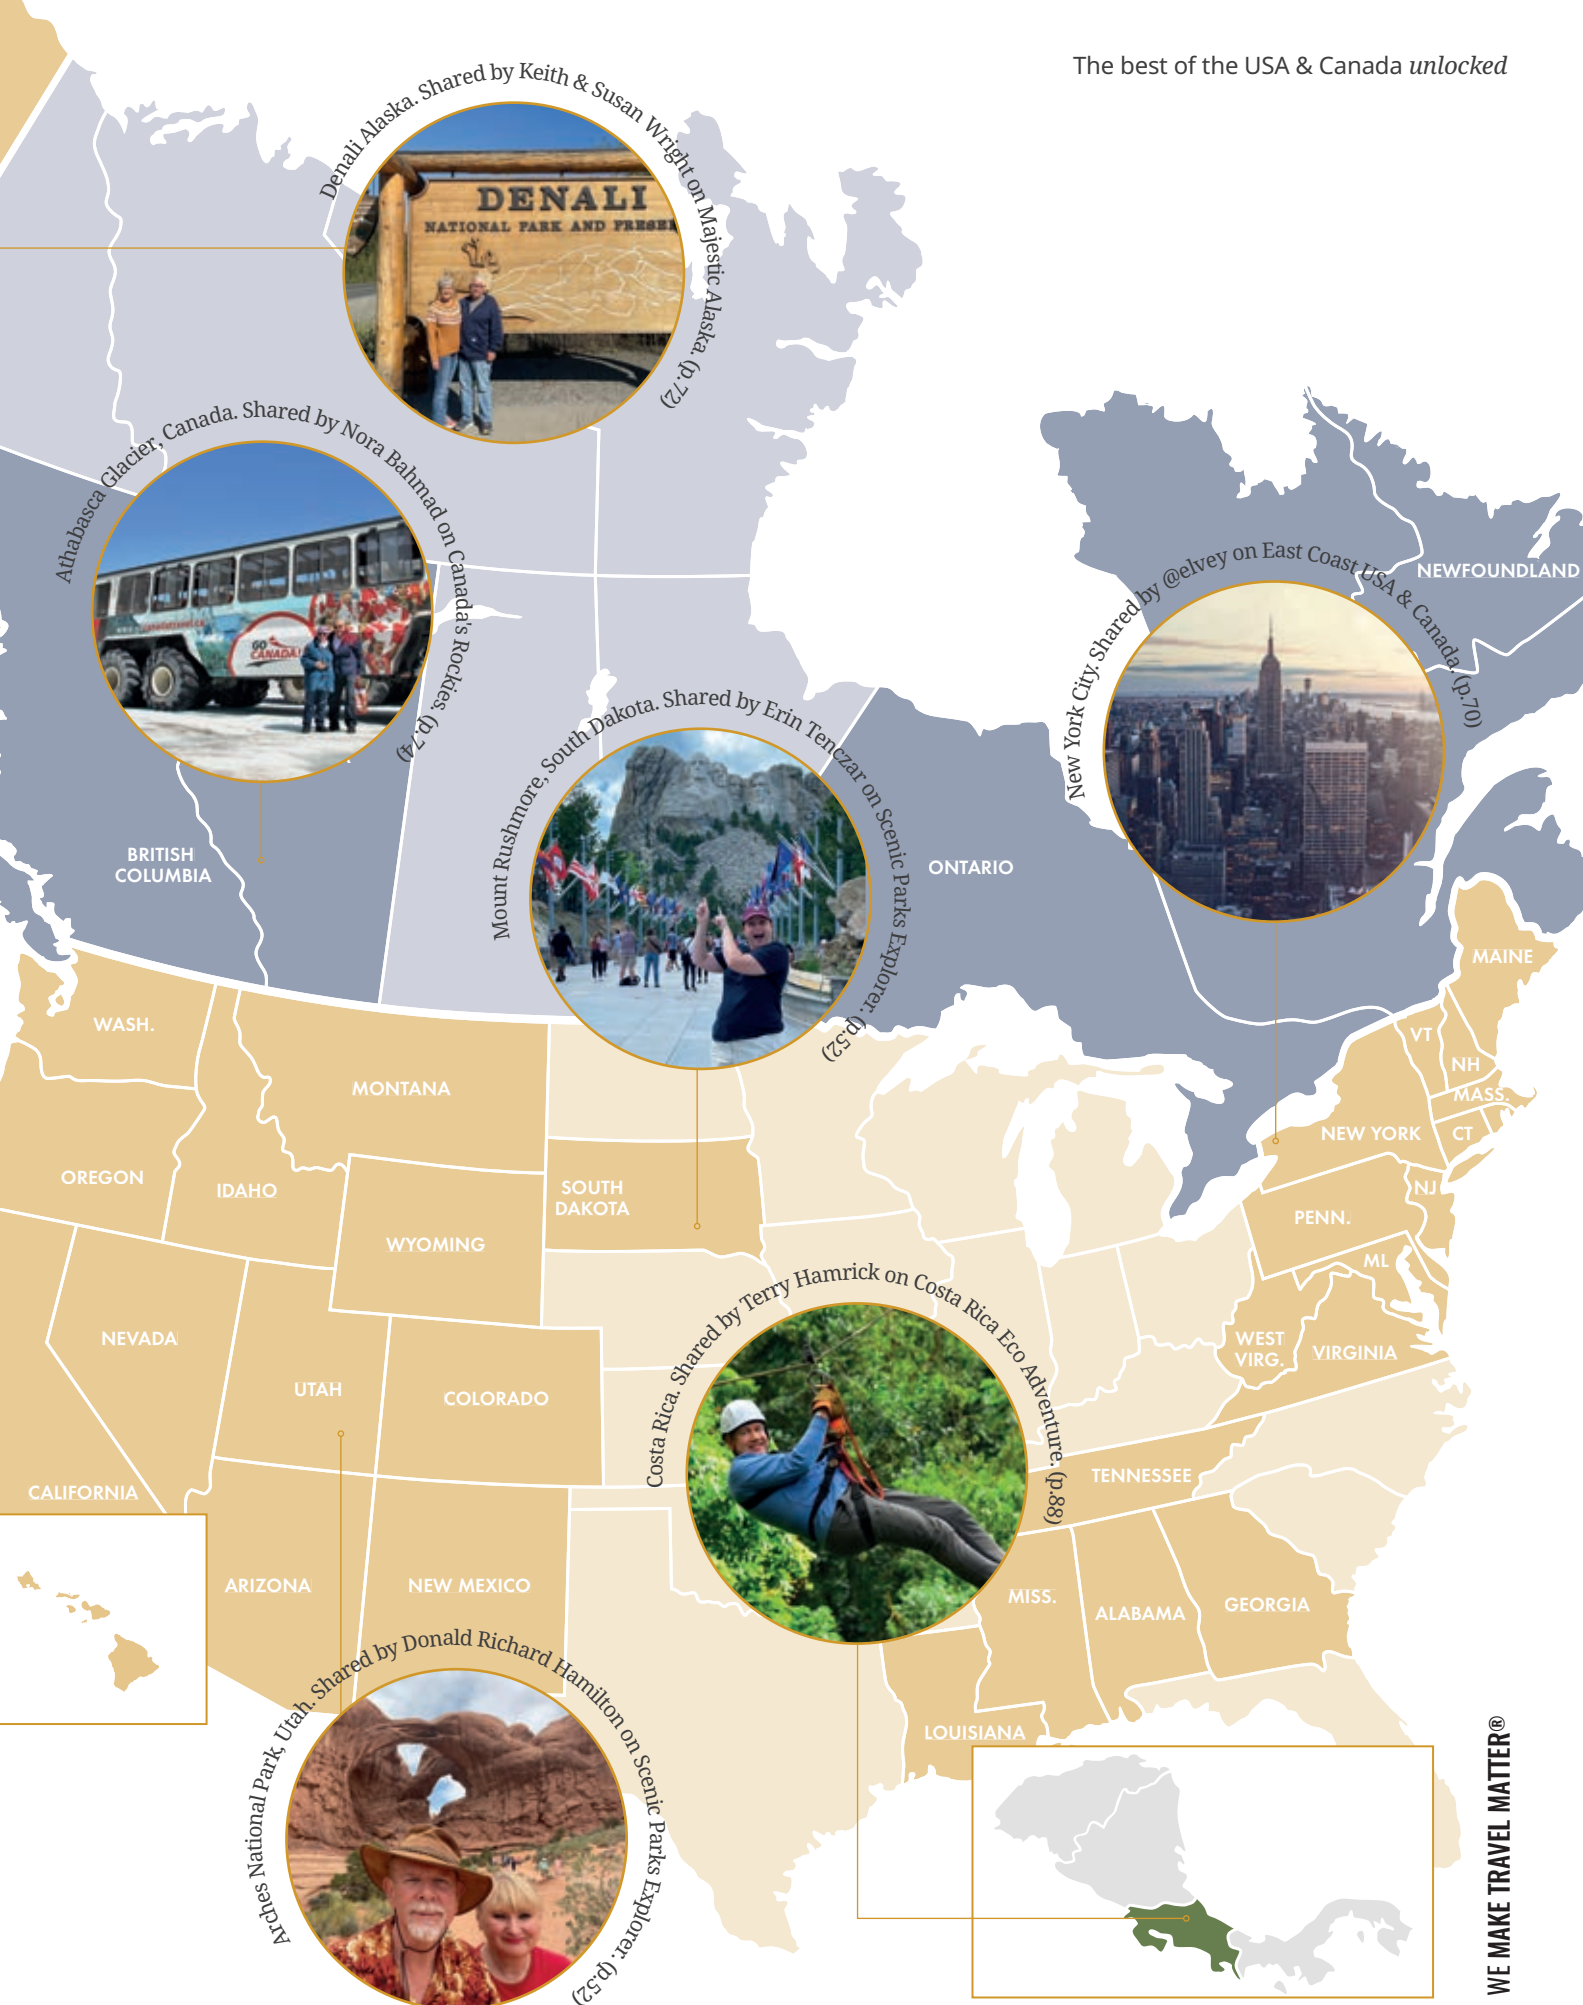 The best of the USA & Canada unlocked
Denali Alaska. Shared by Keith & Susan Wright on Majestic Alaska. (p.72)
DENALI
NATIONAL PARK AND PRESER
Athabasca Glacier, Canada. Shared by Nora Bahmad on Canada's Rockies. (p.74)
GO
CANADA!
New York City. Shared by @elvey on East Coast USA & Canada. (p.70)
NEWFOUNDLAND
Mount Rushmore, South Dakota. Shared by Erin Tenczar on Scenic Parks Explorer. (p.52)
BRITISH
COLUMBIA
ONTARIO
MAINE
WASH.
MONTANA
VT
NH
MASS.
NEW YORK
CT
OREGON
IDAHO
SOUTH
DAKOTA
NJ
PENN.
WYOMING
ML
Costa Rica. Shared by Terry Hamrick on Costa Rica Eco Adventure. (p.88)
NEVADA
WEST
VIRG.
VIRGINIA
UTAH
COLORADO
TENNESSEE
CALIFORNIA
ARIZONA
NEW MEXICO
MISS.
ALABAMA
GEORGIA
Arches National Park, Utah. Shared by Donald Richard Hamilton on Scenic Parks Explorer. (p.52)
LOUISIANA
WE MAKE TRAVEL MATTER®